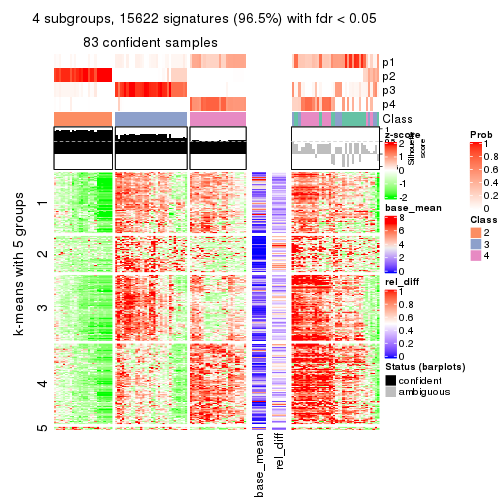 4 subgroups, 15622 signatures (96.5%) with fdr < 0.05
83 confident samples
p1
p2
p3
p4
Class
1
Silhouette
score
k-means with 5 groups
1
2
3
4
5
base_mean
rel_diff
z-score
2
1
0
-1
-2
base_mean
8
6
4
2
0
rel_diff
1
0.8
0.6
0.4
0.2
0
Status (barplots)
confident
ambiguous
Prob
1
0.8
0.6
0.4
0.2
0
Class
2
3
4